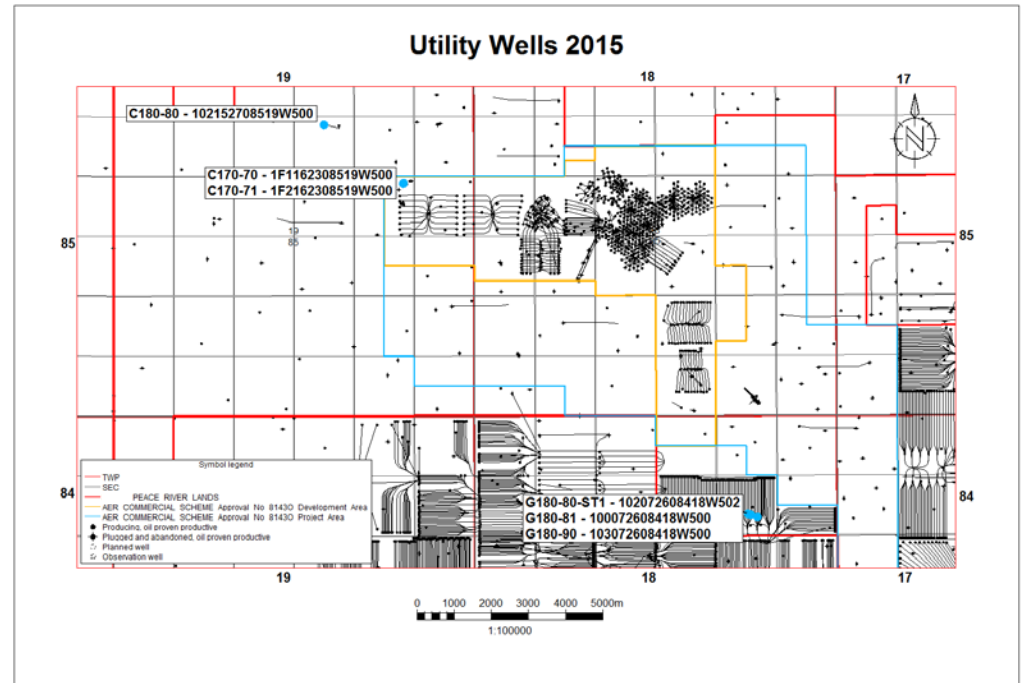 Utility Wells 2015
19
18
17
C180-80 - 102152708519W500
C170-70 - 1F1162308519W500
C170-71 - 1F2162308519W500
85
19
85
85
Symbol legend
TWP
SEC
PEACE RIVER LANDS
AER COMMERCIAL SCHEME Approval No 8143O Development Area
AER COMMERCIAL SCHEME Approval No 8143O Project Area
Producing, oil proven productive
Plugged and abandoned, oil proven productive
Planned well
Observation well
84
G180-80-ST1 - 102072608418W502
G180-81 - 100072608418W500
G180-90 - 103072608418W500
84
19
18
17
0 1000 2000 3000 4000 5000m
1:100000
N